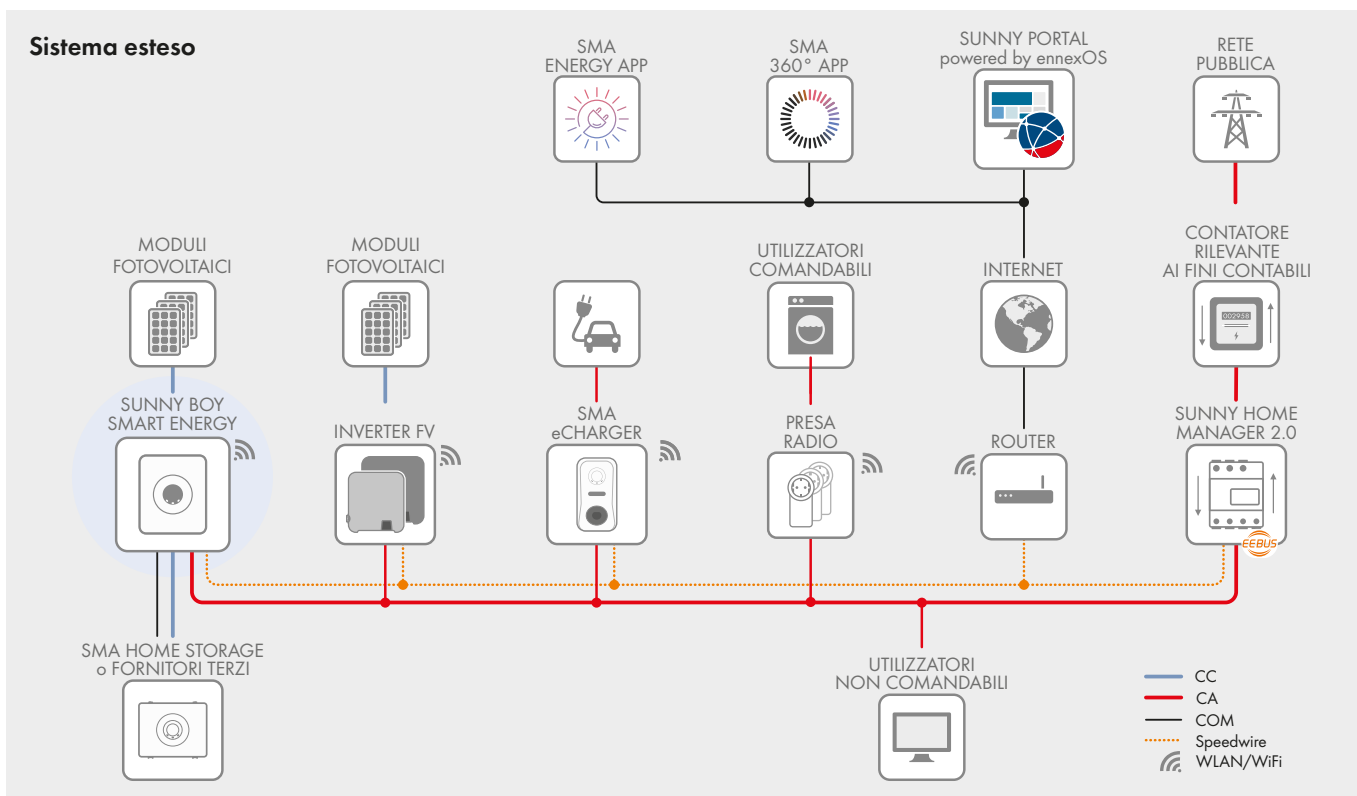 Sistema esteso
SMA
ENERGY APP
SMA
360° APP
SUNNY PORTAL
powered by ennexOS
RETE
PUBBLICA
MODULI
FOTOVOLTAICI
MODULI
FOTOVOLTAICI
UTILIZZATORI
COMANDABILI
INTERNET
CONTATORE
RILEVANTE
AI FINI CONTABILI
002958
SUNNY BOY
SMART ENERGY
INVERTER FV
SMA
eCHARGER
PRESA
RADIO
ROUTER
SUNNY HOME
MANAGER 2.0
EEBUS
SMA HOME STORAGE
o FORNITORI TERZI
UTILIZZATORI
NON COMANDABILI
CC
CA
COM
Speedwire
WLAN/WiFi